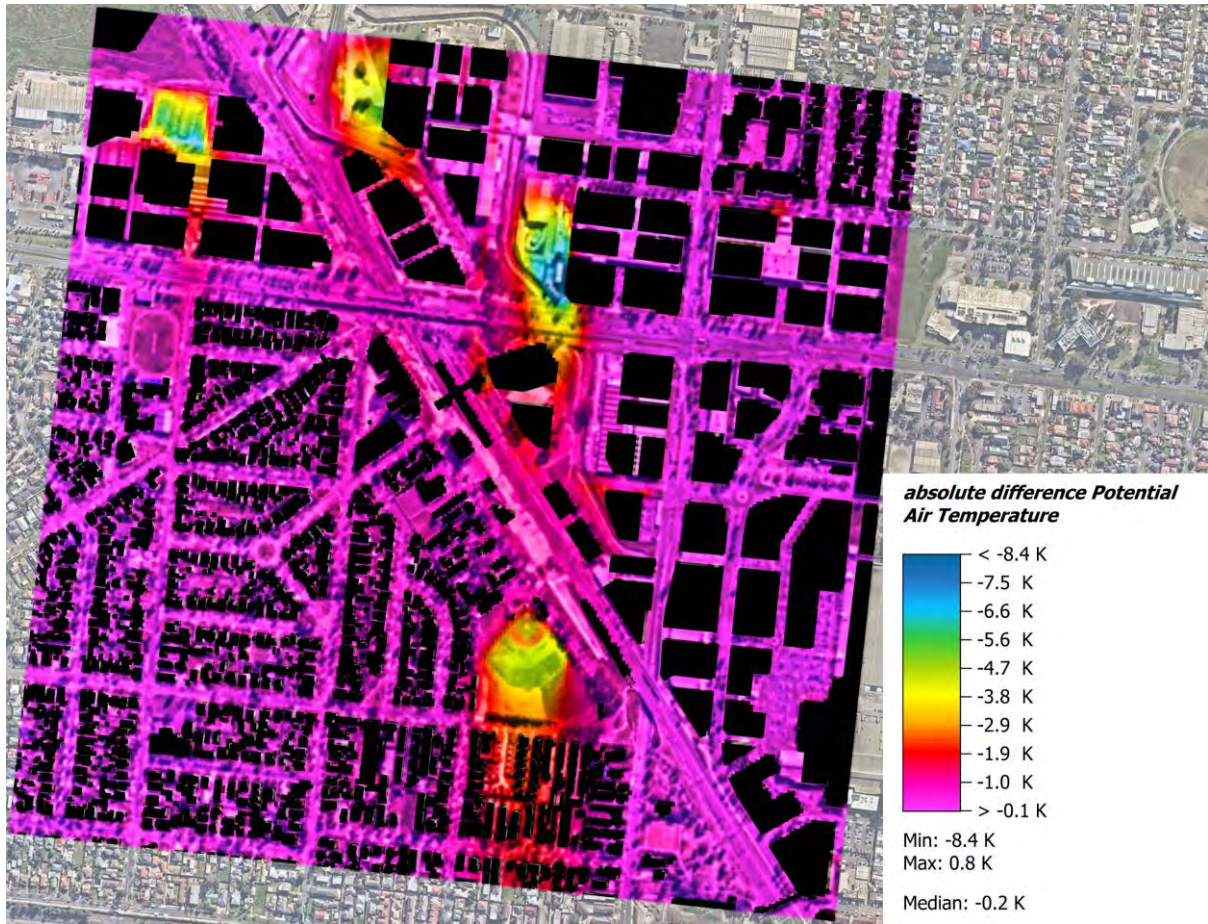 absolute difference Potential
Air Temperature
< -8.4 K
-7.5 K
-6.6 K
-5.6 K
-4.7 K
-3.8 K
-2.9 K
-1.9 K
-1.0 K
> -0.1 K
Min: -8.4 K
Max: 0.8 K
Median: -0.2 K